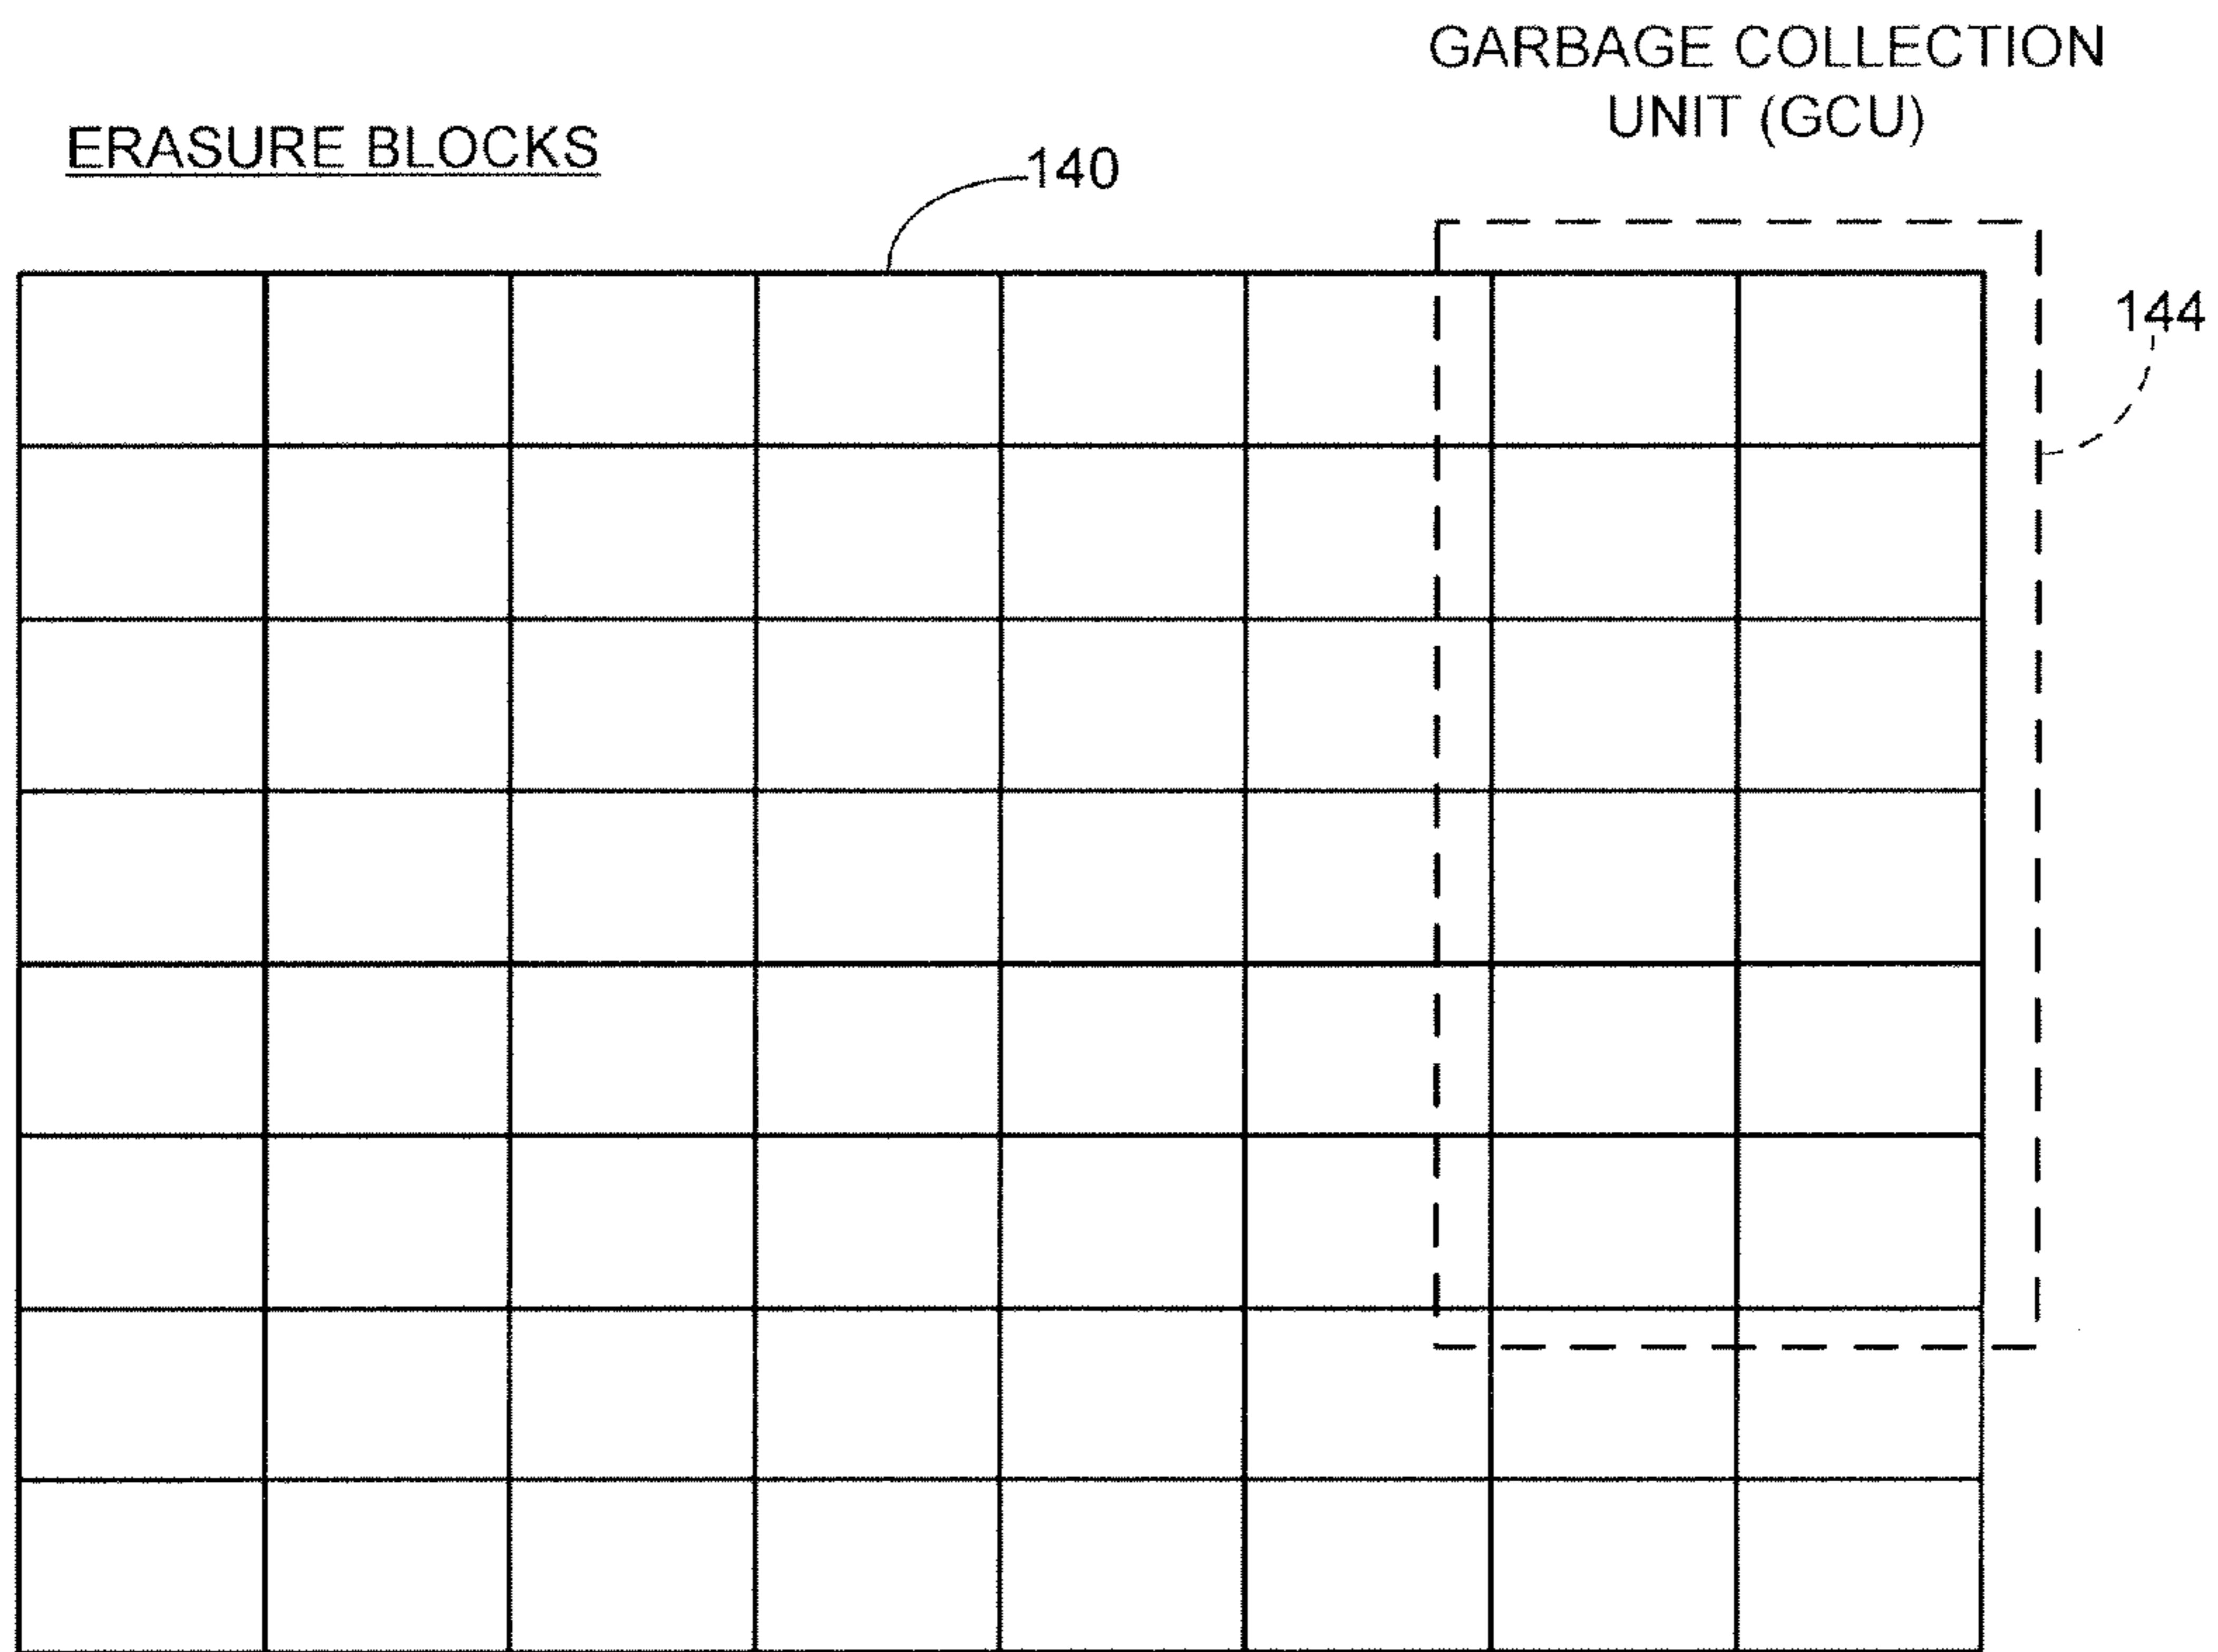 GARBAGE COLLECTION
UNIT (GCU)
ERASURE BLOCKS
140
144